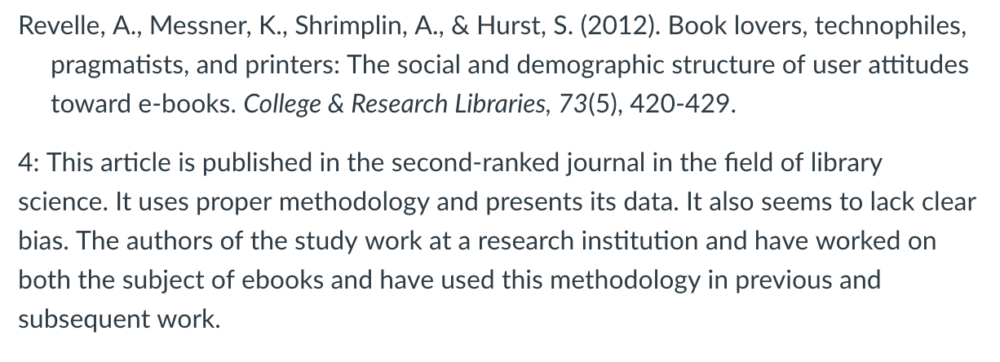 Revelle, A., Messner, K., Shrimplin, A., & Hurst, S. (2012). Book lovers, technophiles,
pragmatists, and printers: The social and demographic structure of user attitudes
toward e-books. College & Research Libraries, 73(5), 420-429.
4: This article is published in the second-ranked journal in the field of library
science. It uses proper methodology and presents its data. It also seems to lack clear
bias. The authors of the study work at a research institution and have worked on
both the subject of ebooks and have used this methodology in previous and
subsequent work.